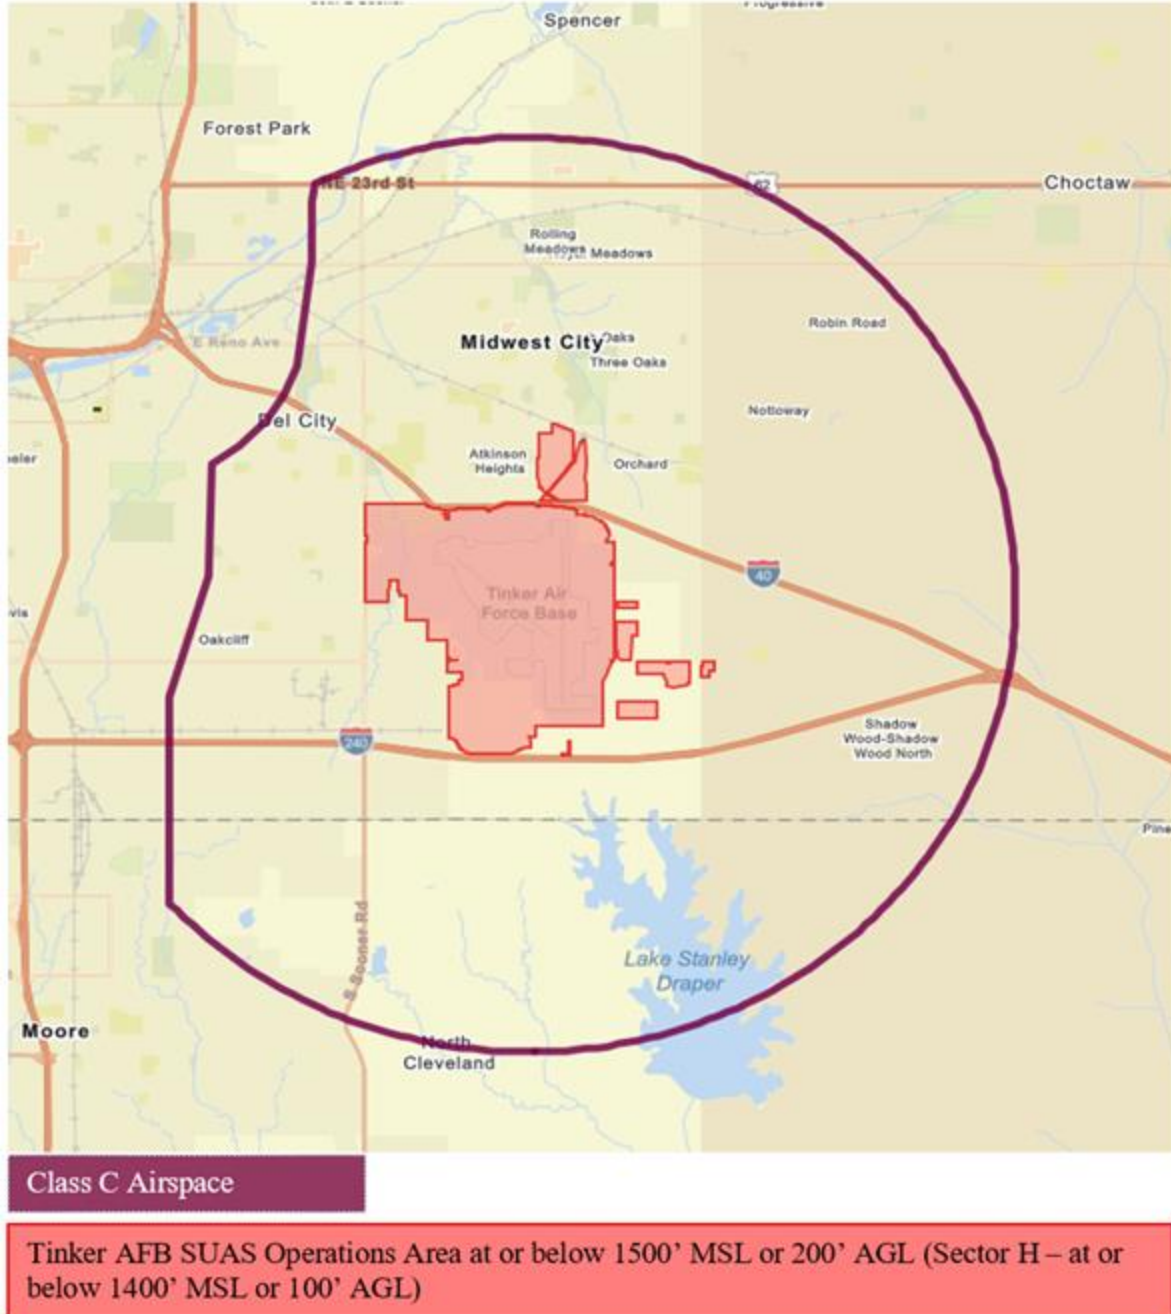 Spencer
Progressive
Forest Park
NE 23rd St
62
Choctaw
Rolling
Meadows
Meadows
Robin Road
E Reno Ave
Midwest City
Oaks
Three Oaks
Notloway
Del City
Atkinson
Heights
Orchard
40
Tinker Air
Force Base
Oakcliff
Shadow
Wood-Shadow
Wood North
240
Pine
S Sooner Rd
Lake Stanley
Draper
Moore
North
Cleveland
Class C Airspace
Tinker AFB SUAS Operations Area at or below 1500’ MSL or 200’ AGL (Sector H – at or
below 1400’ MSL or 100’ AGL)